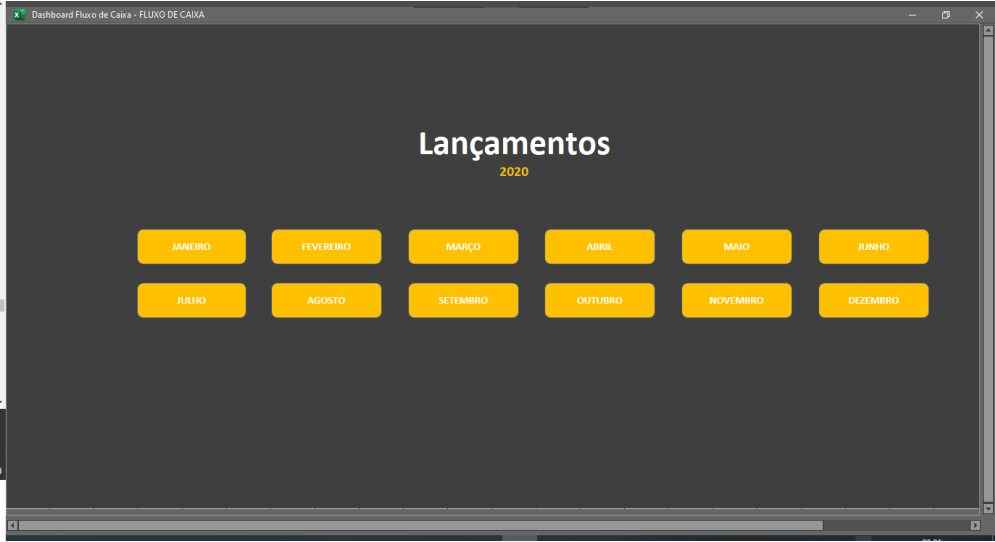 Dashboard Fluxo de Caixa - FLUXO DE CAIXA
Lançamentos
2020
JANEIRO FEVEREIRO MARÇO ABRIL MAIO JUNHO
JULHO AGOSTO SETEMBRO OUTUBRO NOVEMBRO DEZEMBRO